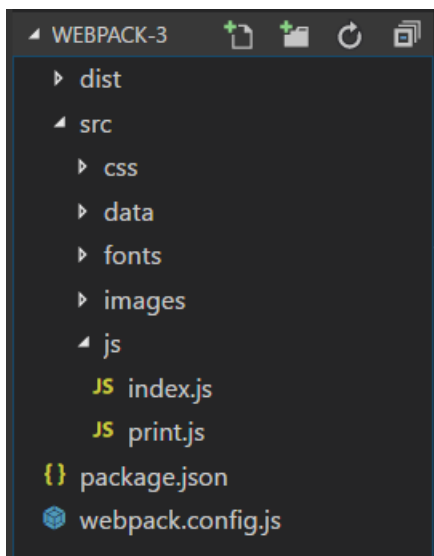 WEBPACK-3
dist
src
css
data
fonts
images
js
JS index.js
JS print.js
{} package.json
webpack.config.js